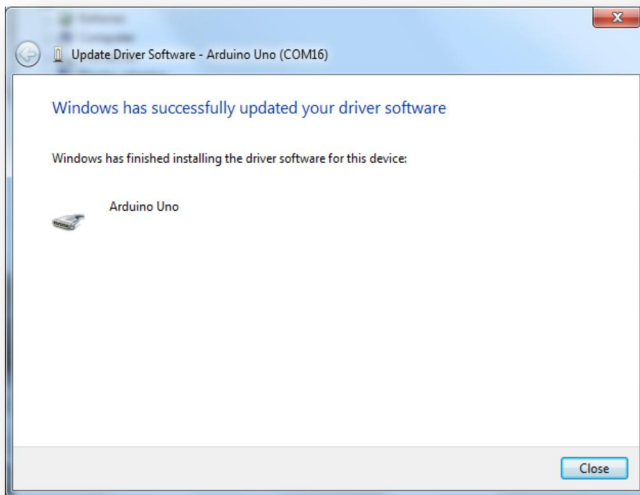 Update Driver Software - Arduino Uno (COM16)
Windows has successfully updated your driver software
Windows has finished installing the driver software for this device:
Arduino Uno
Close